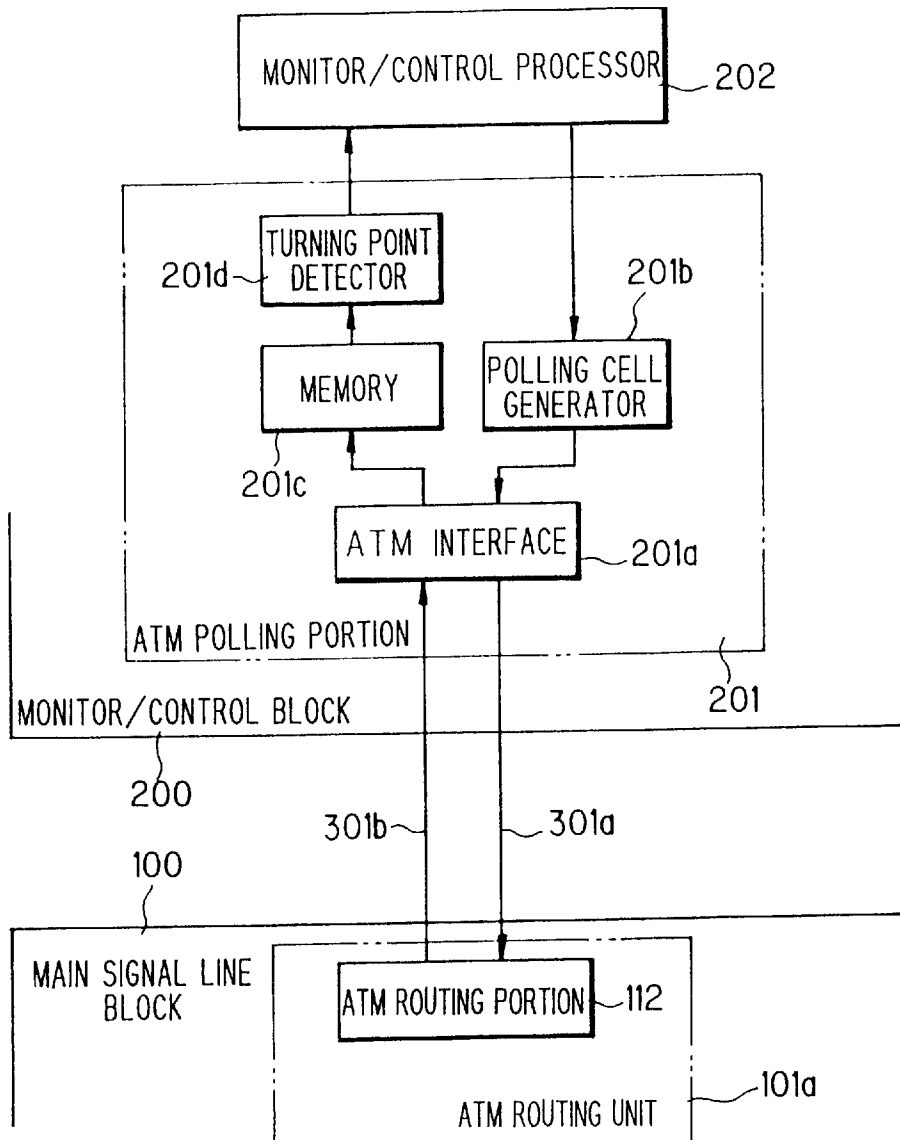 MONITOR/CONTROL PROCESSOR
202
TURNING POINT
DETECTOR
201d
201b
MEMORY
POLLING CELL
GENERATOR
201c
ATM INTERFACE
201a
ATM POLLING PORTION
201
MONITOR/CONTROL BLOCK
200
301b
301a
100
MAIN SIGNAL LINE
BLOCK
ATM ROUTING PORTION
112
101a
ATM ROUTING UNIT